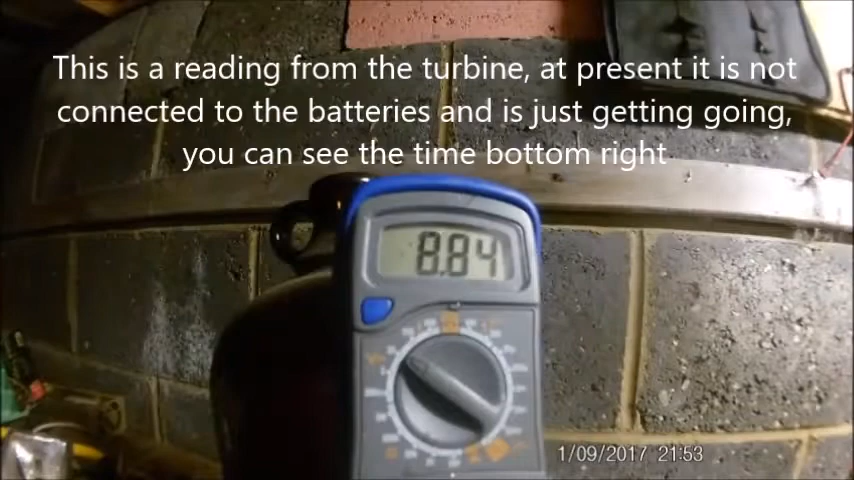 This is a reading from the turbine, at present it is not
connected to the batteries and is just getting going,
you can see the time bottom right
8.84
1/09/2017 21:53